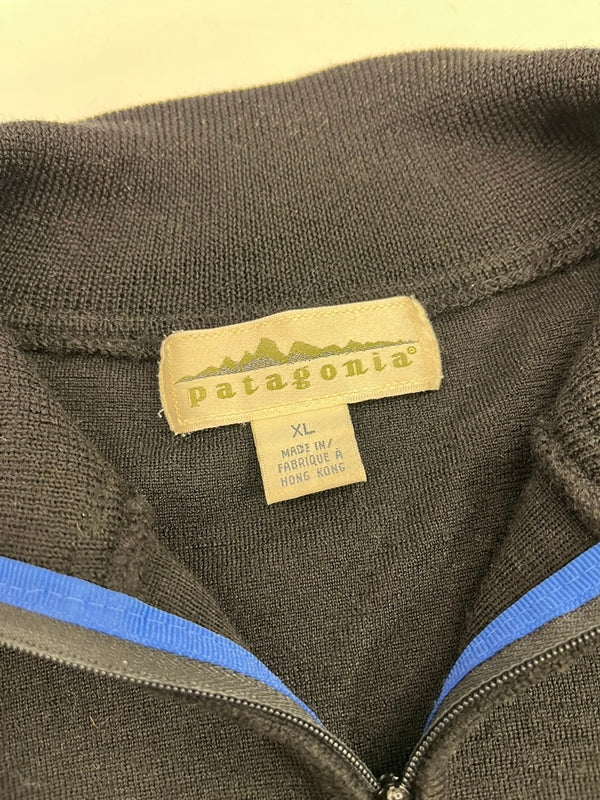 patagonia®
XL
MADE IN/
FABRIQUE À
HONG KONG